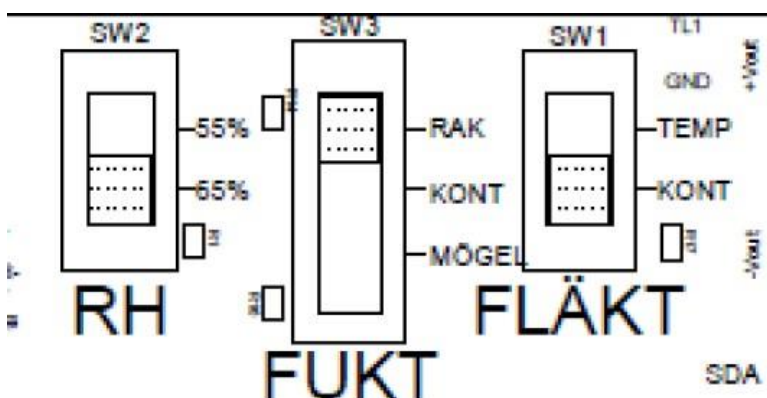 SW2 SW3 SW1 TL1
GND +Vout
55% RAK TEMP
65% KONT KONT
MÖGEL -Vout
RH FLÄKT
FUKT SDA